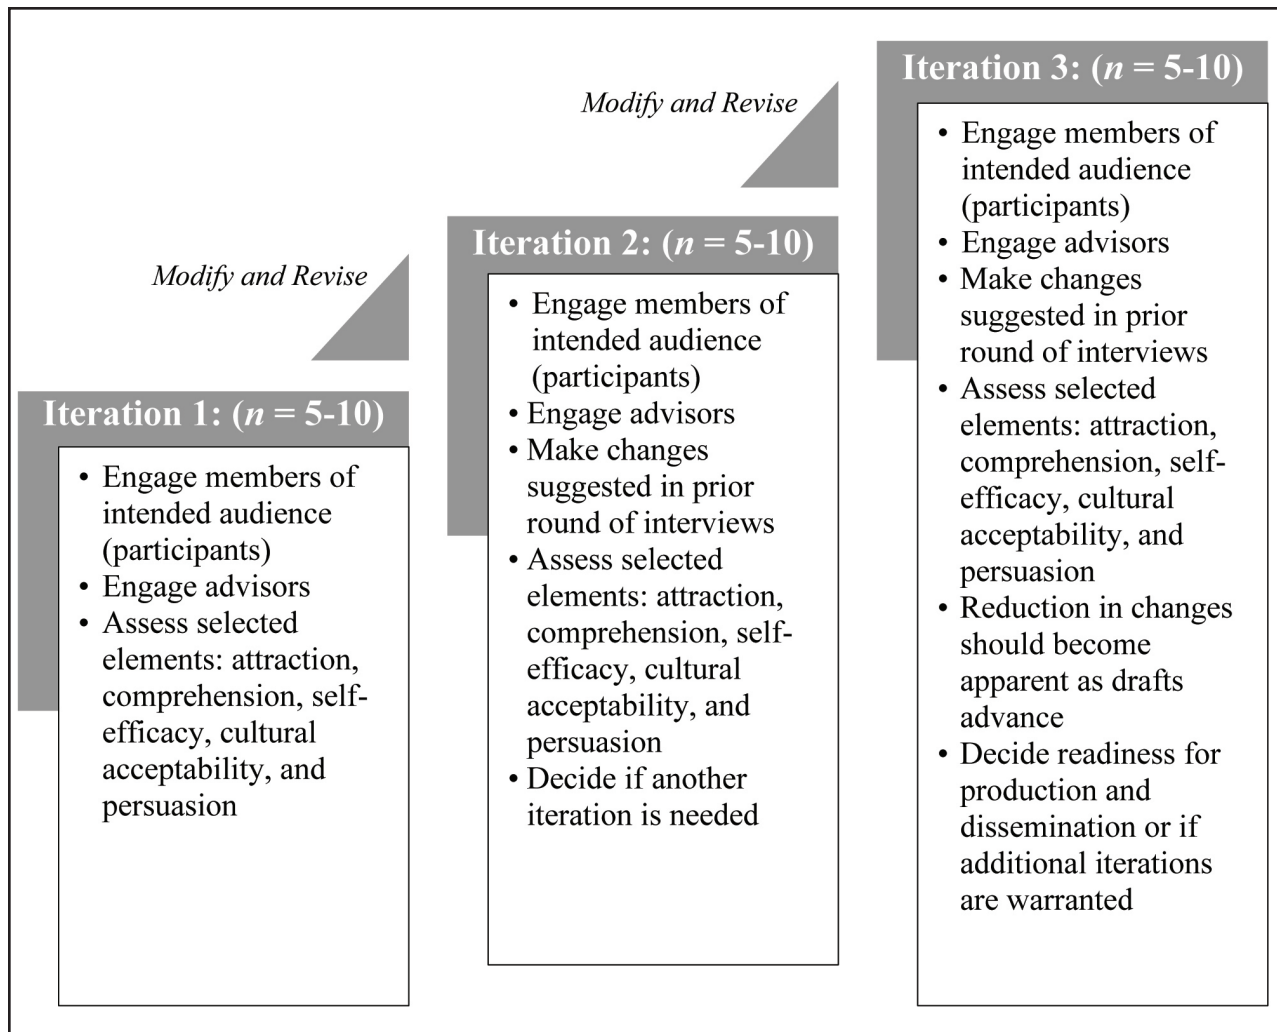 Iteration 1: (n = 5-10)
• Engage members of
intended audience
(participants)
• Engage advisors
• Assess selected
elements: attraction,
comprehension, self-
efficacy, cultural
acceptability, and
persuasion
Modify and Revise
Iteration 2: (n = 5-10)
• Engage members of
intended audience
(participants)
• Engage advisors
• Make changes
suggested in prior
round of interviews
• Assess selected
elements: attraction,
comprehension, self-
efficacy, cultural
acceptability, and
persuasion
• Decide if another
iteration is needed
Modify and Revise
Iteration 3: (n = 5-10)
• Engage members of
intended audience
(participants)
• Engage advisors
• Make changes
suggested in prior
round of interviews
• Assess selected
elements: attraction,
comprehension, self-
efficacy, cultural
acceptability, and
persuasion
• Reduction in changes
should become
apparent as drafts
advance
• Decide readiness for
production and
dissemination or if
additional iterations
are warranted